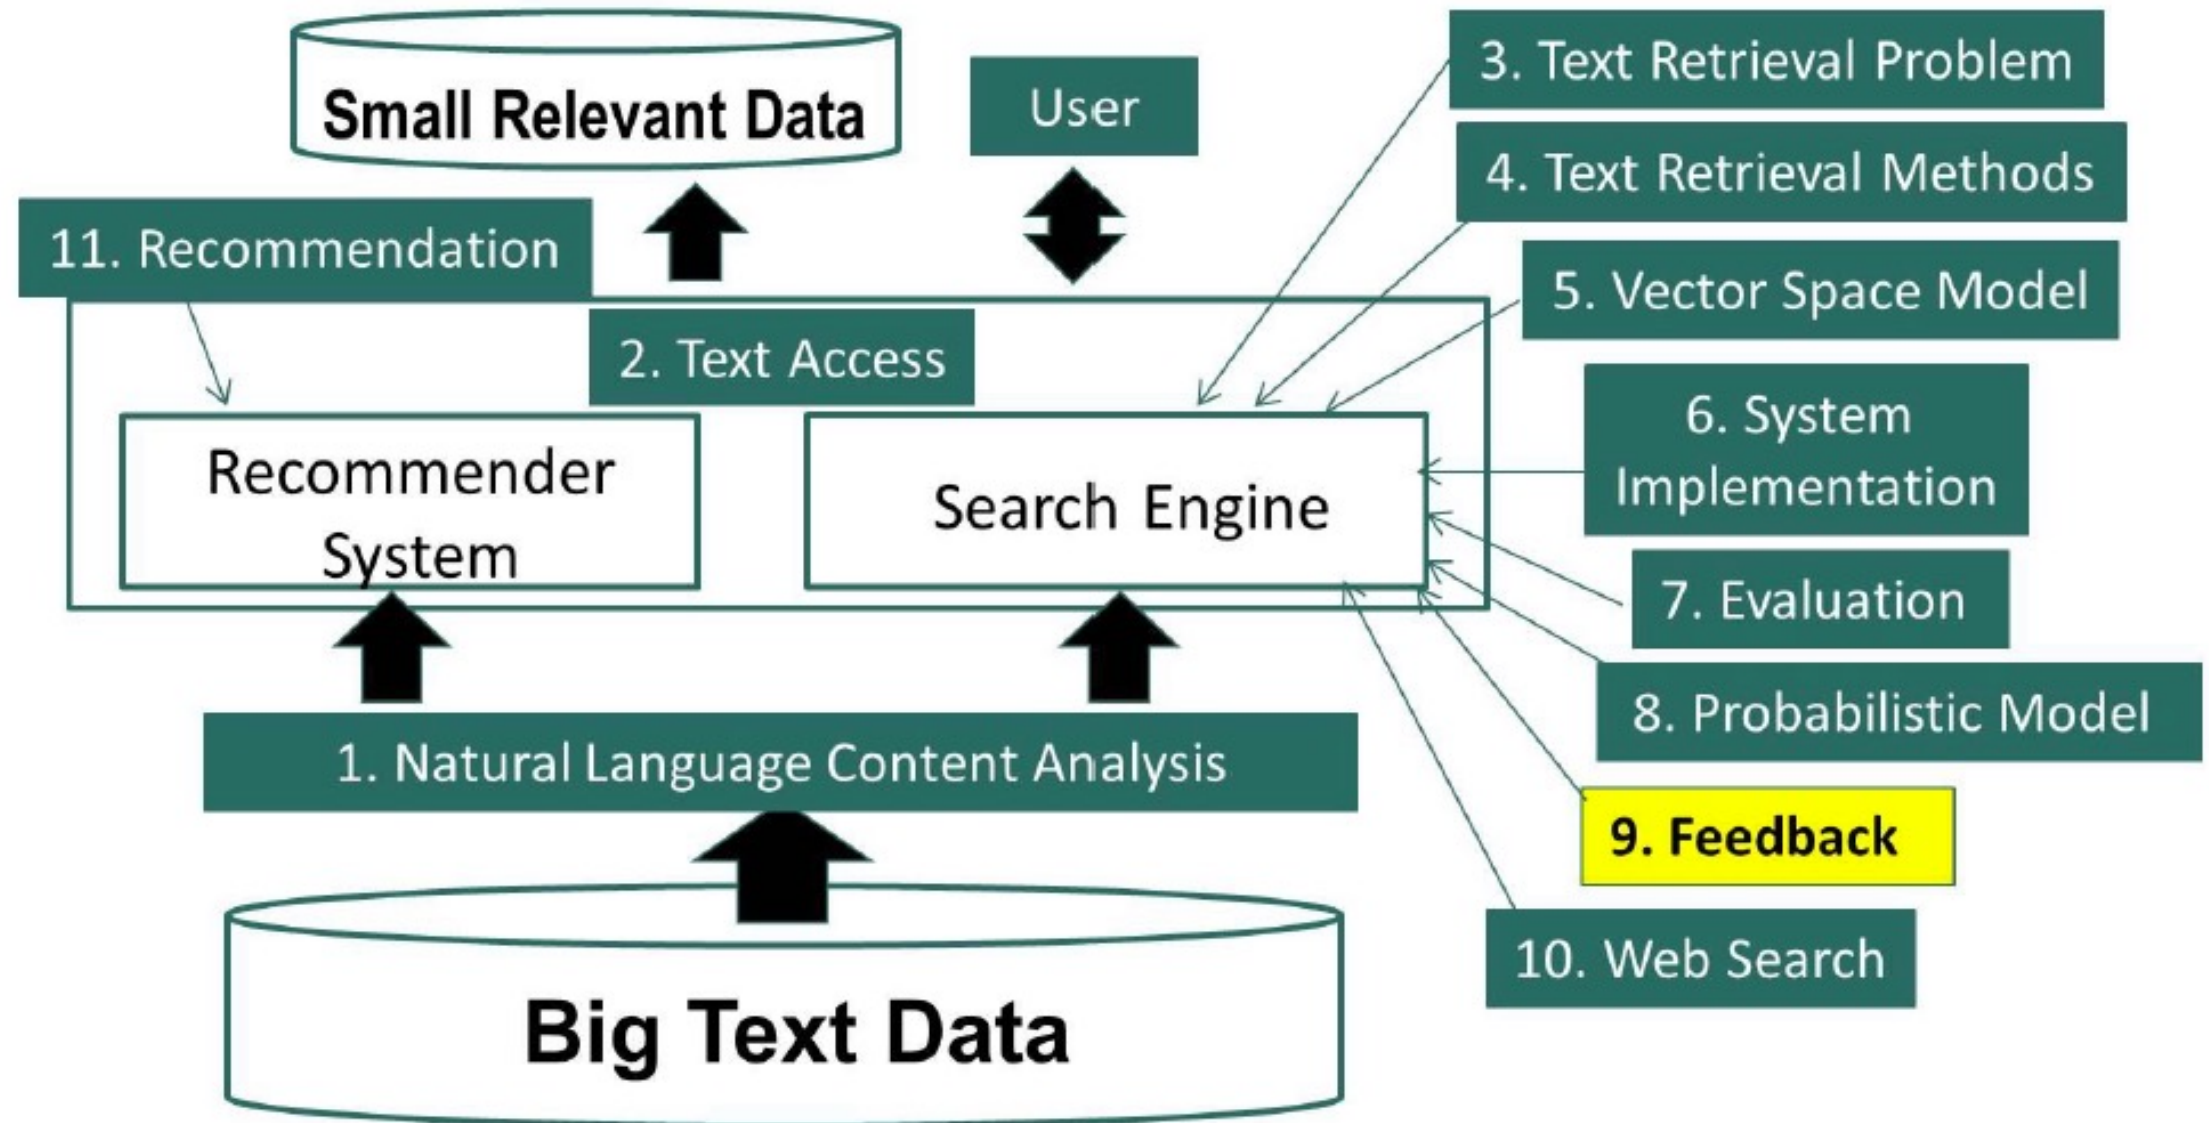 Small Relevant Data
User
3. Text Retrieval Problem
4. Text Retrieval Methods
11. Recommendation
5. Vector Space Model
2. Text Access
6. System
Implementation
Recommender
System
Search Engine
7. Evaluation
8. Probabilistic Model
1. Natural Language Content Analysis
9. Feedback
10. Web Search
Big Text Data